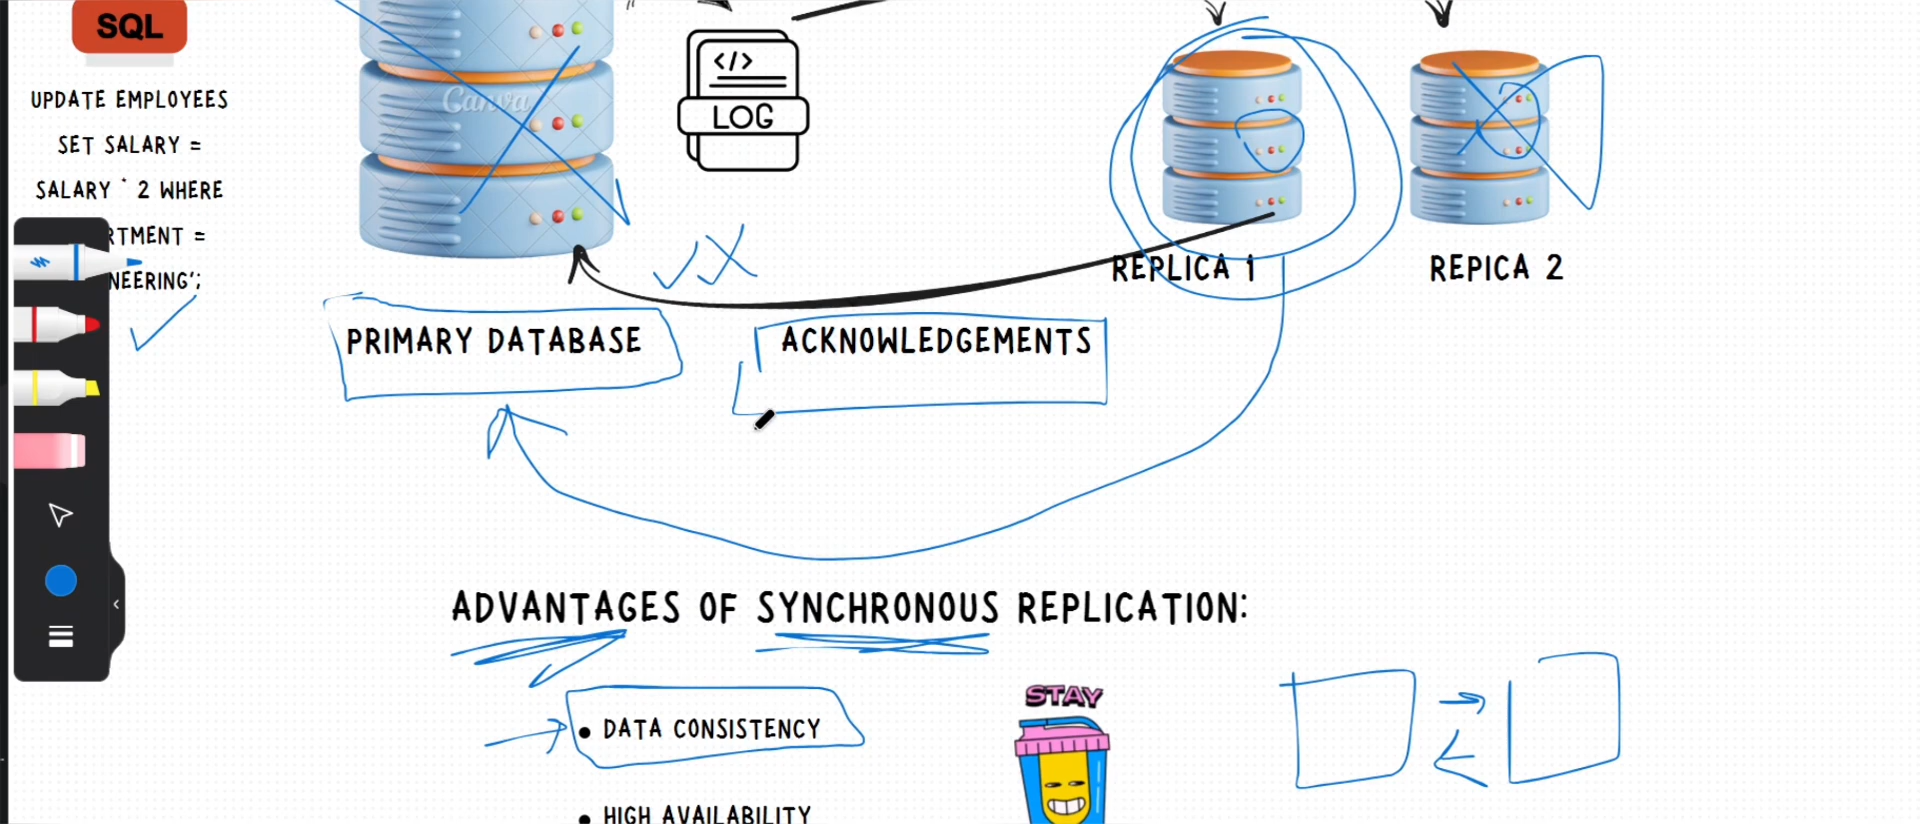 SQL
UPDATE EMPLOYEES
SET SALARY =
SALARY * 2 WHERE
RTMENT =
NEERING';
Canva
</>
LOG
REPLICA 1
REPICA 2
PRIMARY DATABASE
ACKNOWLEDGEMENTS
ADVANTAGES OF SYNCHRONOUS REPLICATION:
• DATA CONSISTENCY
• HIGH AVAILABILITY
STAY